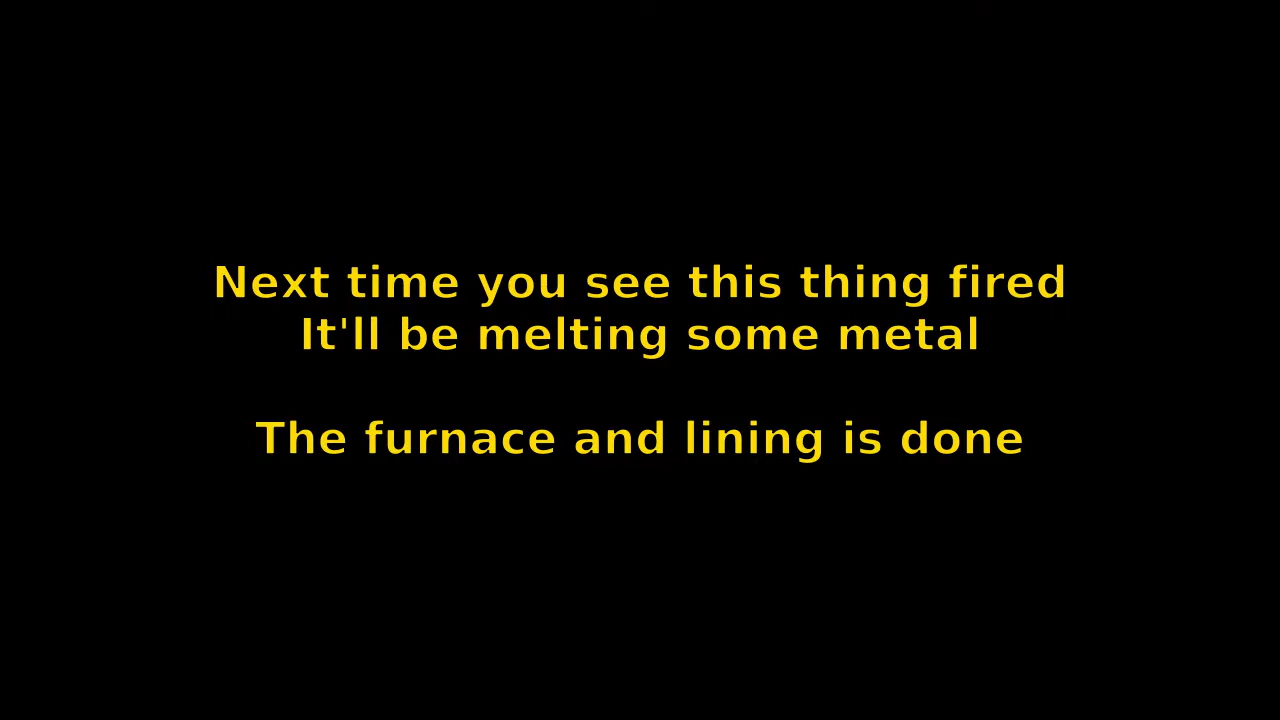 Next time you see this thing fired
It'll be melting some metal
The furnace and lining is done